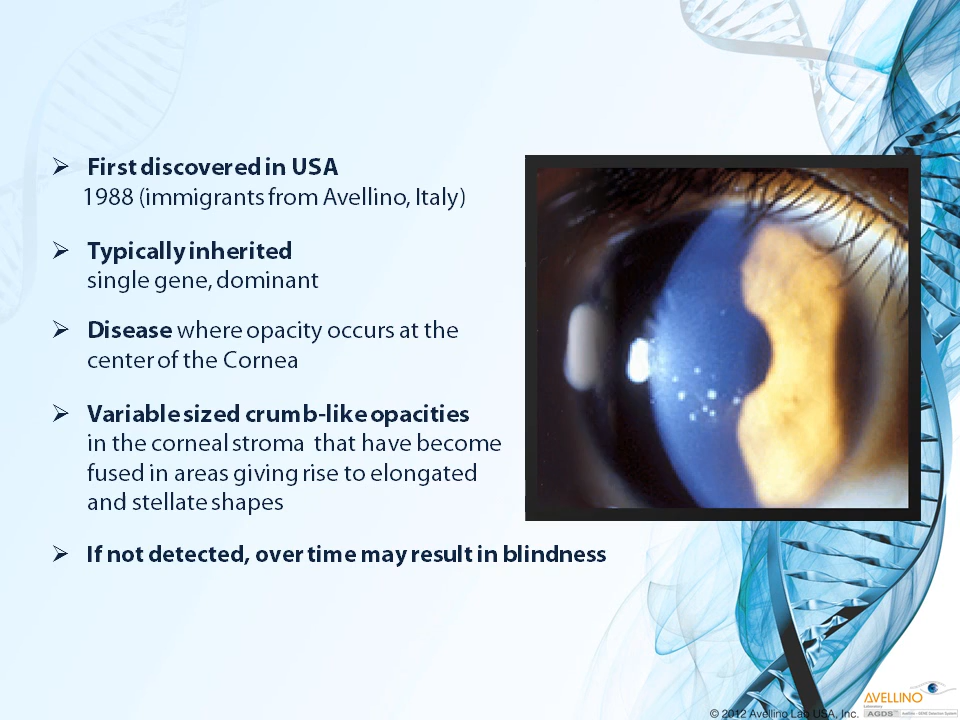 ➢ First discovered in USA
1988 (immigrants from Avellino, Italy)
➢ Typically inherited
single gene, dominant
➢ Disease where opacity occurs at the
center of the Cornea
➢ Variable sized crumb-like opacities
in the corneal stroma that have become
fused in areas giving rise to elongated
and stellate shapes
➢ If not detected, over time may result in blindness
AVELLINO
Laboratory
AGDS
© 2012 Avellino Lab USA, Inc.